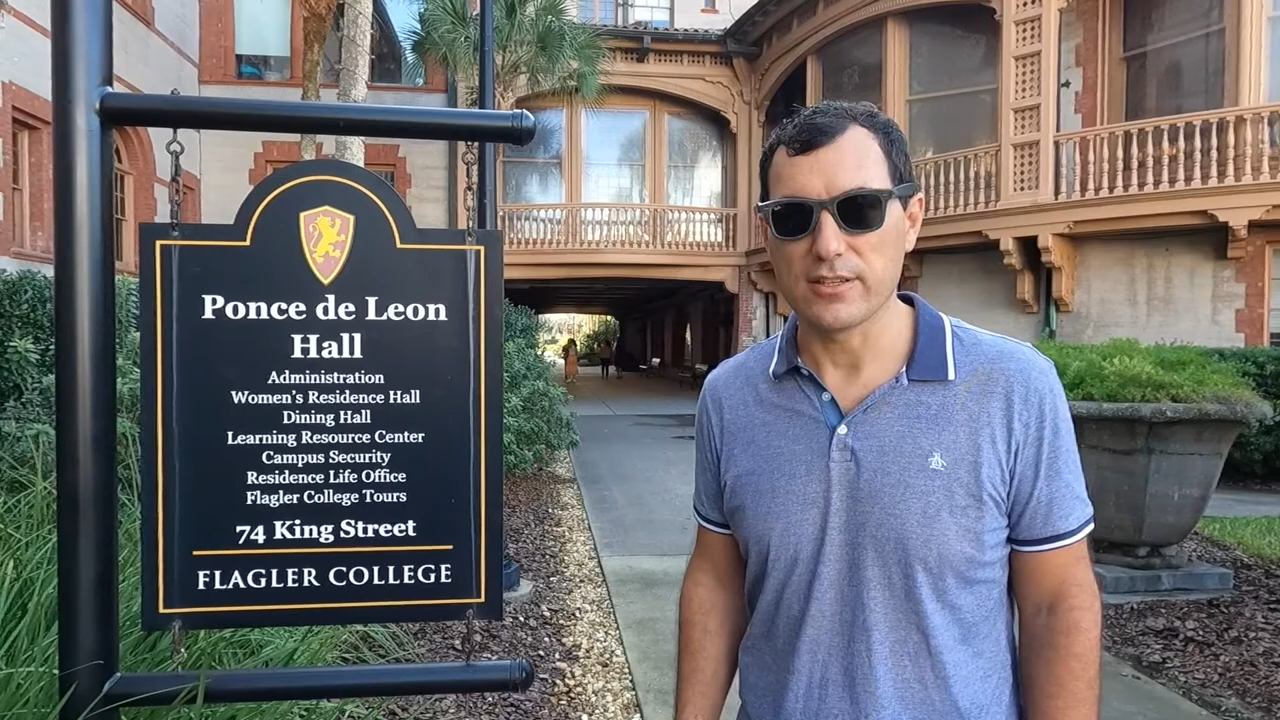 Ponce de Leon
Hall
Administration
Women's Residence Hall
Dining Hall
Learning Resource Center
Campus Security
Residence Life Office
Flagler College Tours
74 King Street
FLAGLER COLLEGE